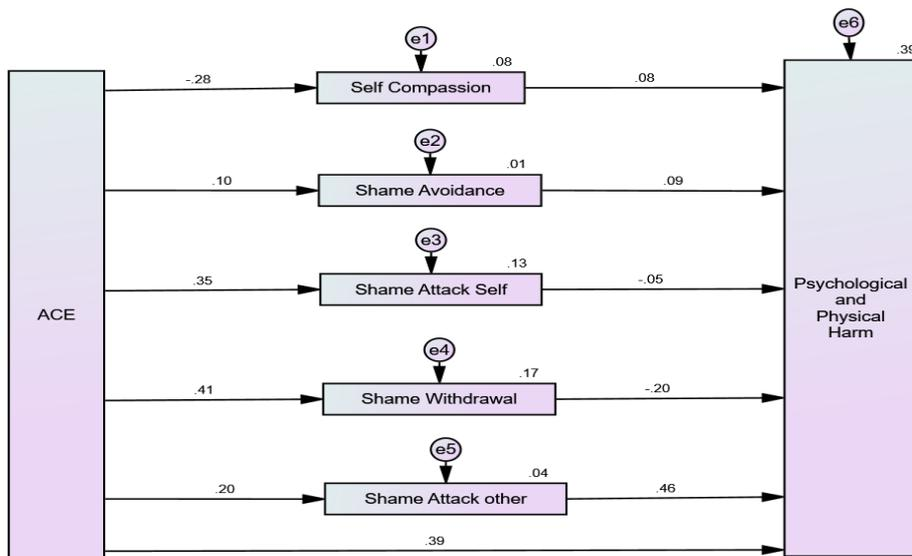 e6
.39
e1
.08
-.28
Self Compassion
.08
e2
.01
.10
Shame Avoidance
.09
e3
.13
.35
Shame Attack Self
-.05
ACE
Psychological
and
Physical
Harm
e4
.17
.41
Shame Withdrawal
-.20
e5
.04
.20
Shame Attack other
.46
.39